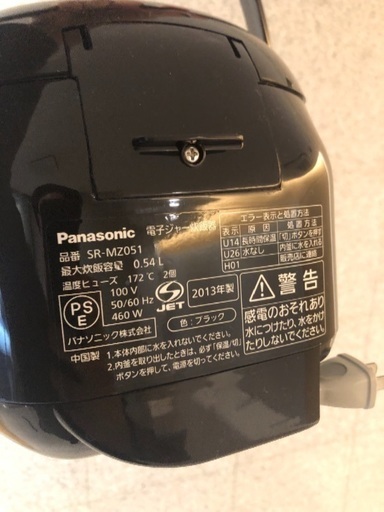 Panasonic 電子ジャー炊飯器
品番 SR-MZ051
最大炊飯容量 0.54 L
温度ヒューズ 172℃ 2個
100 V
50/60 Hz
460 W
PS
E
JET
2013年製
パナソニック株式会社
色:ブラック
中国製
1.本体内部に水を入れないでください。
2.内釜を取り出したときは、必ず「保温/切」
ボタンを押して、電源を切ってください。
エラー表示と処置方法
表示 原因 処置方法
U14 長時間保温 「切」ボタンを押す
U26 水なし 内釜に水を入れる
H01 販売店に連絡
警告
感電のおそれあり
水につけたり、水をかけ
たりしないでください。